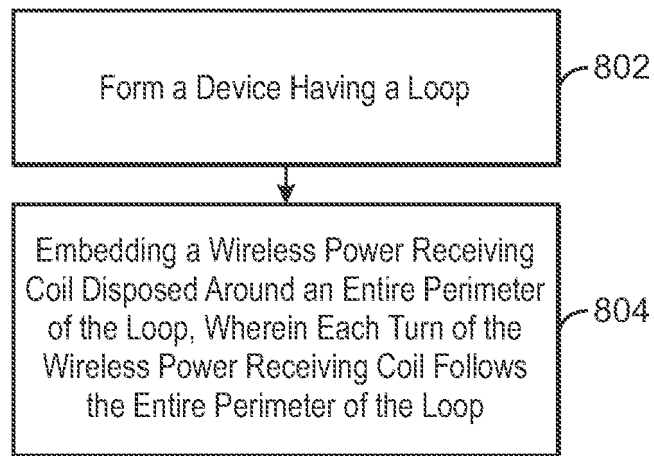 Form a Device Having a Loop
802
Embedding a Wireless Power Receiving
Coil Disposed Around an Entire Perimeter
of the Loop, Wherein Each Turn of the
Wireless Power Receiving Coil Follows
the Entire Perimeter of the Loop
804